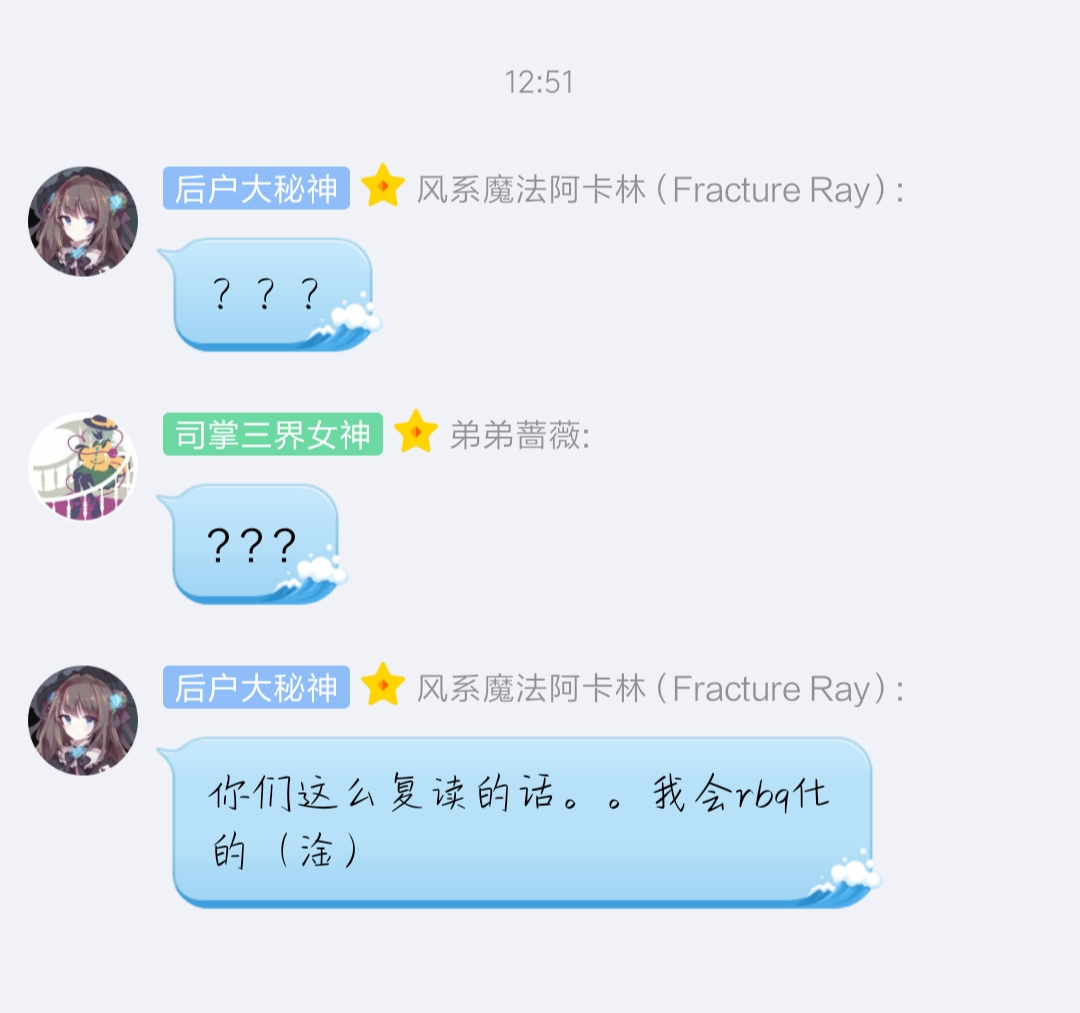 12:51
后户大秘神 风系魔法阿卡林（Fracture Ray）:
？？？
司掌三界女神 弟弟蔷薇:
???
后户大秘神 风系魔法阿卡林（Fracture Ray）:
你们这么复读的话。。我会rbq化
的（淦）